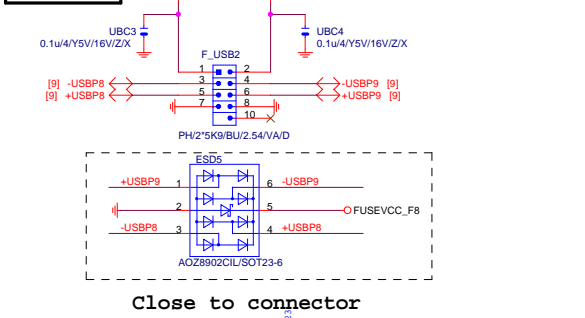 UBC3
0.1u/4/Y5V/16V/Z/X
UBC4
0.1u/4/Y5V/16V/Z/X
F_USB2
1 2
[9] -USBP8 3 4 -USBP9 [9]
[9] +USBP8 5 6 +USBP9 [9]
7 8
10
PH/2*5K9/BU/2.54/VA/D
ESD5
+USBP9 1 6 -USBP9
2 5 FUSEVCC_F8
-USBP8 3 4 +USBP8
AOZ8902CIL/SOT23-6
Close to connector